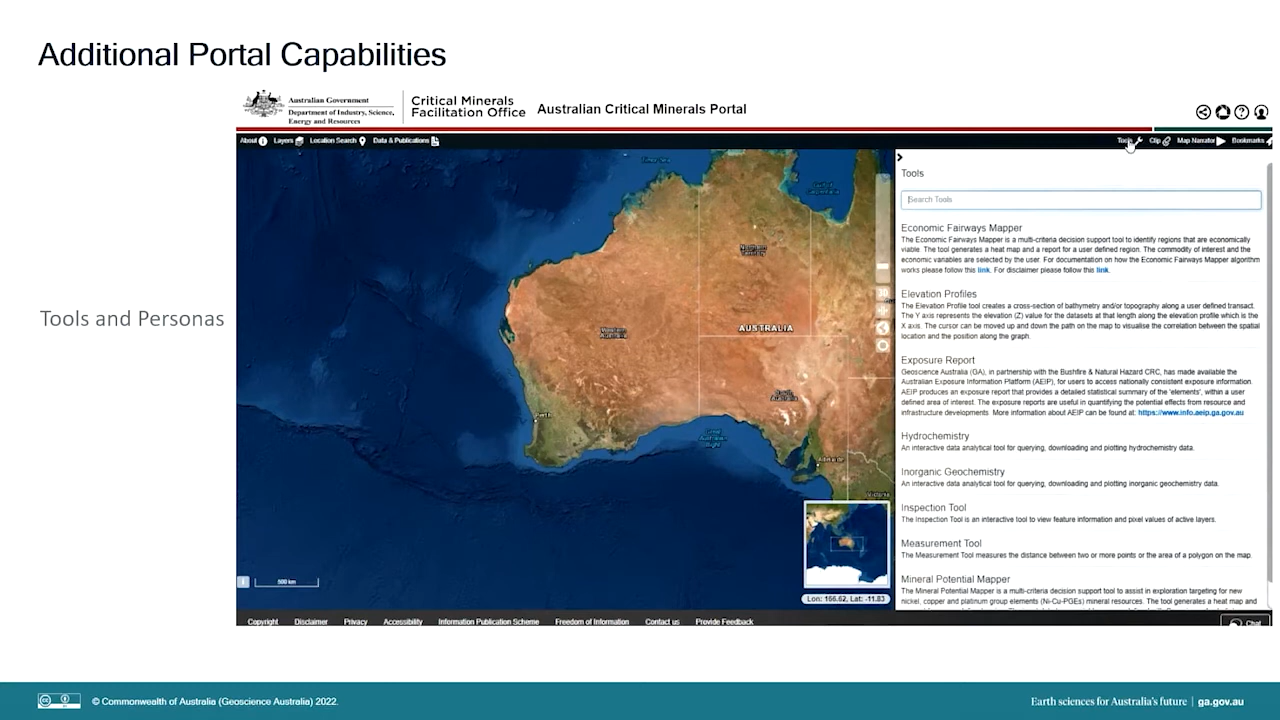 Additional Portal Capabilities
Australian Government
Department of Industry, Science,
Energy and Resources
Critical Minerals
Facilitation Office
Australian Critical Minerals Portal
About Layers Location Search Data & Publications Tools Clip Map Narrator Bookmarks
Tools
Search Tools
Economic Fairways Mapper
The Economic Fairways Mapper is a multi-criteria decision support tool to identify regions that are economically
viable. The tool generates a heat map and a report for a user defined region. The commodity of interest and the
economic variables are selected by the user. For documentation on how the Economic Fairways Mapper algorithm
works please follow this link. For disclaimer please follow this link.
Elevation Profiles
The Elevation Profile tool creates a cross-section of bathymetry and/or topography along a user defined transact.
The Y axis represents the elevation (Z) value for the datasets at that length along the elevation profile which is the
X axis. The cursor can be moved up and down the path on the map to visualise the correlation between the spatial
location and the position along the graph.
Exposure Report
Geoscience Australia (GA), in partnership with the Bushfire & Natural Hazard CRC, has made available the
Australian Exposure Information Platform (AEIP), for users to access nationally consistent exposure information.
AEIP produces an exposure report that provides a detailed statistical summary of the 'elements', within a user
defined area of interest. The exposure reports are useful in quantifying the potential effects from resource and
infrastructure developments. More information about AEIP can be found at: https://www.info.aeip.ga.gov.au
Hydrochemistry
An interactive data analytical tool for querying, downloading and plotting hydrochemistry data.
Inorganic Geochemistry
An interactive data analytical tool for querying, downloading and plotting inorganic geochemistry data.
Inspection Tool
The Inspection Tool is an interactive tool to view feature information and pixel values of active layers.
Measurement Tool
The Measurement Tool measures the distance between two or more points or the area of a polygon on the map.
Mineral Potential Mapper
The Mineral Potential Mapper is a multi-criteria decision support tool to assist in exploration targeting for new
nickel, copper and platinum group elements (Ni-Cu-PGEs) mineral resources. The tool generates a heat map and
Tools and Personas
Timor Sea
Gulf of
Carpentaria
Northern
Territory
Western
Australia
AUSTRALIA
South
Australia
Perth
Great
Australian
Bight
Adelaide
Victoria
3D
500 km
Lon: 166.62, Lat: -11.83
Copyright Disclaimer Privacy Accessibility Information Publication Scheme Freedom of Information Contact us Provide Feedback Chat
© Commonwealth of Australia (Geoscience Australia) 2022.
Earth sciences for Australia's future | ga.gov.au